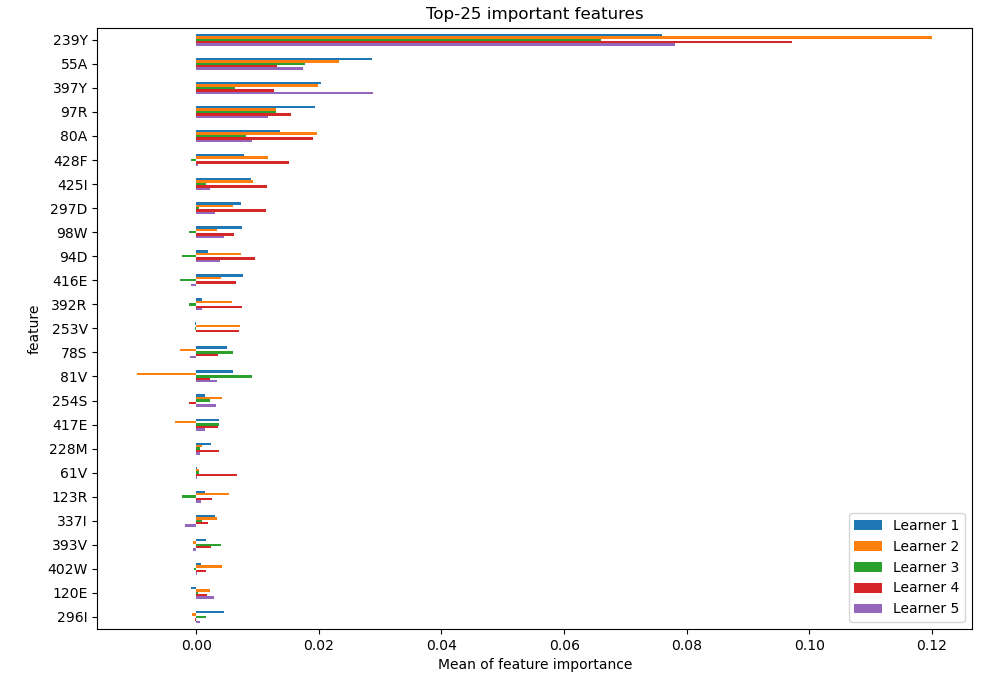 Top-25 important features
239Y
55A
397Y
97R
80A
428F
425I
297D
98W
94D
416E
392R
253V
78S
81V
254S
417E
228M
61V
123R
337I
393V
402W
120E
296I
feature
Learner 1
Learner 2
Learner 3
Learner 4
Learner 5
0.00 0.02 0.04 0.06 0.08 0.10 0.12
Mean of feature importance